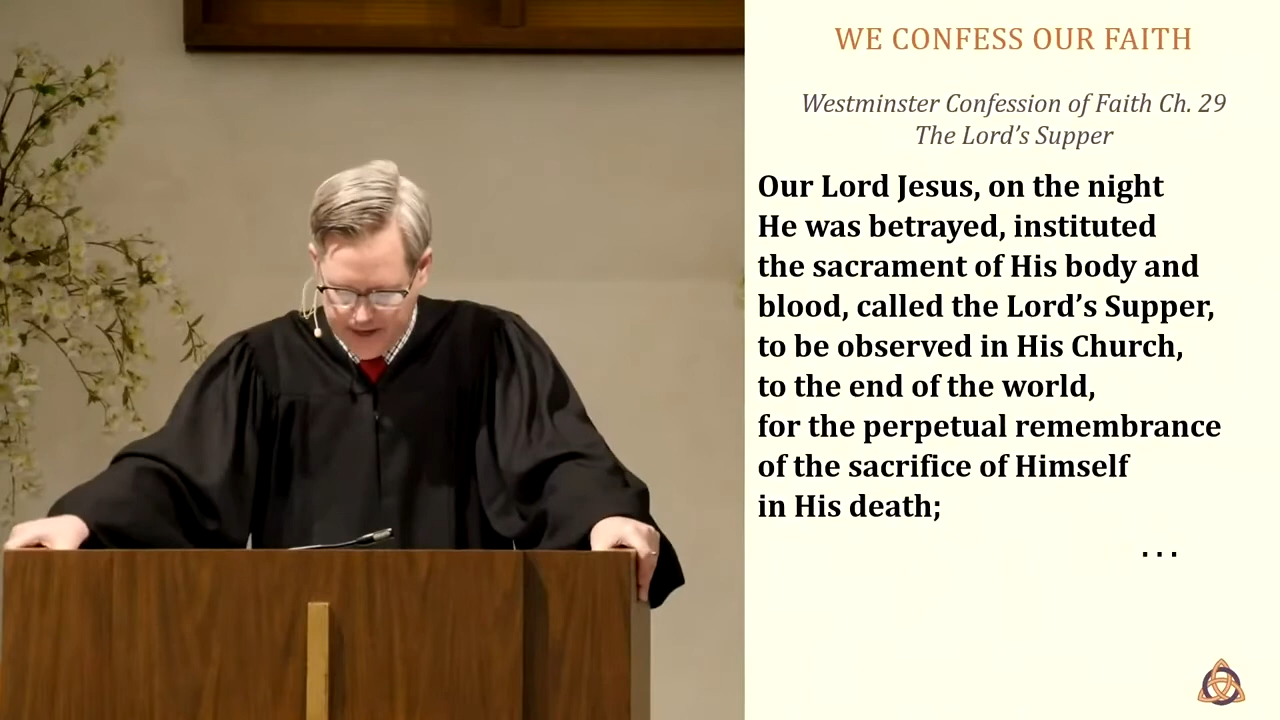 WE CONFESS OUR FAITH
Westminster Confession of Faith Ch. 29
The Lord’s Supper
Our Lord Jesus, on the night
He was betrayed, instituted
the sacrament of His body and
blood, called the Lord’s Supper,
to be observed in His Church,
to the end of the world,
for the perpetual remembrance
of the sacrifice of Himself
in His death;
...